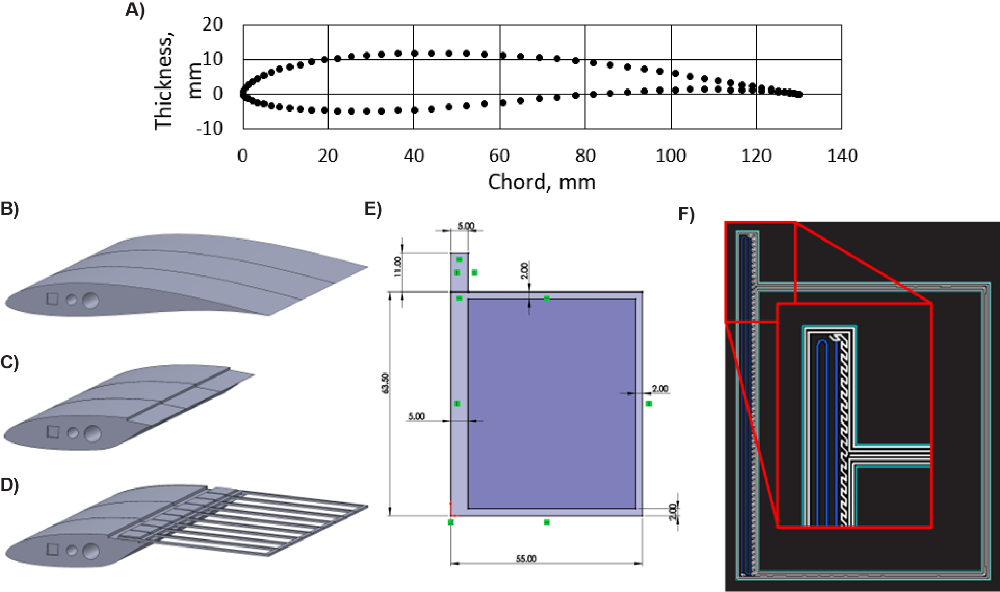 A)
Thickness,
mm
20
10
0
-10
0 20 40 60 80 100 120 140
Chord, mm
B)
C)
D)
E)
5.00
11.00
2.00
63.50
2.00
5.00
2.00
55.00
F)